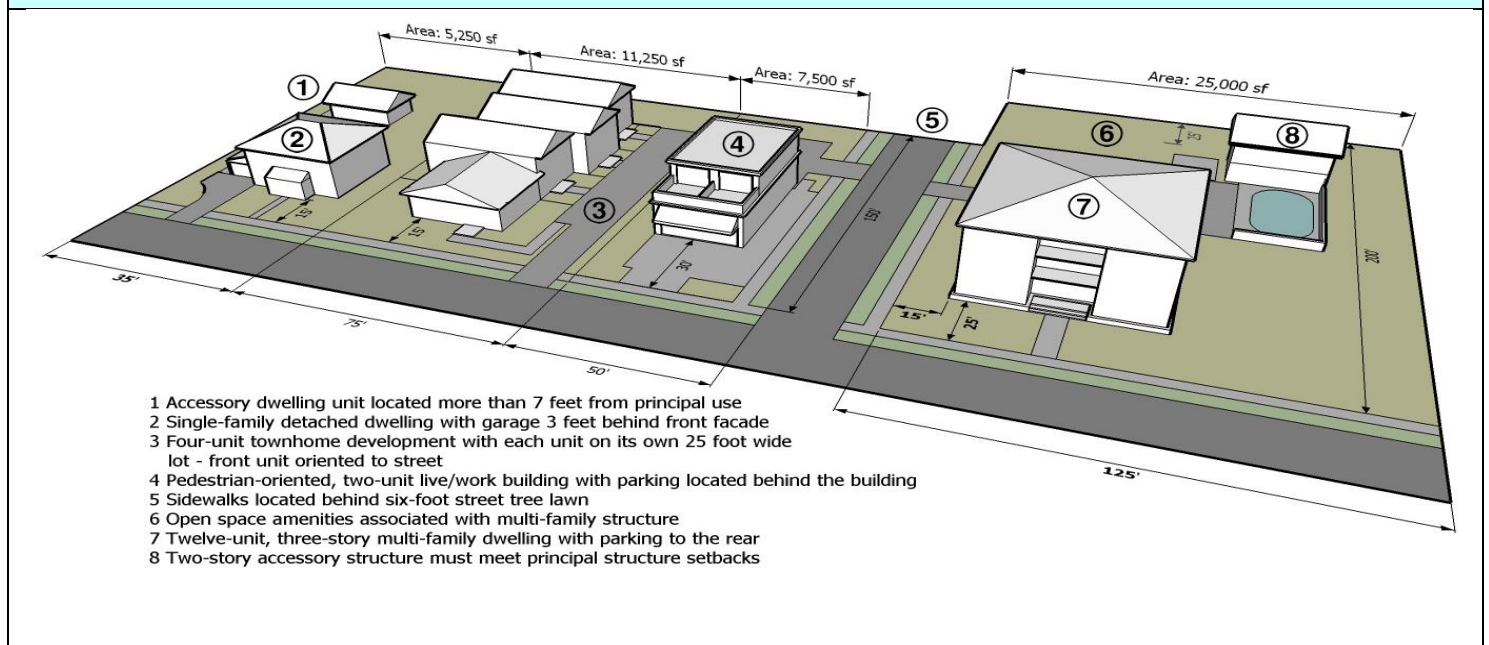 Area: 5,250 sf
Area: 11,250 sf
Area: 7,500 sf
Area: 25,000 sf
1
2
3
4
5
6
7
8
15'
15'
30'
150'
15'
25'
200'
35'
75'
50'
125'
1 Accessory dwelling unit located more than 7 feet from principal use
2 Single-family detached dwelling with garage 3 feet behind front facade
3 Four-unit townhome development with each unit on its own 25 foot wide
lot - front unit oriented to street
4 Pedestrian-oriented, two-unit live/work building with parking located behind the building
5 Sidewalks located behind six-foot street tree lawn
6 Open space amenities associated with multi-family structure
7 Twelve-unit, three-story multi-family dwelling with parking to the rear
8 Two-story accessory structure must meet principal structure setbacks